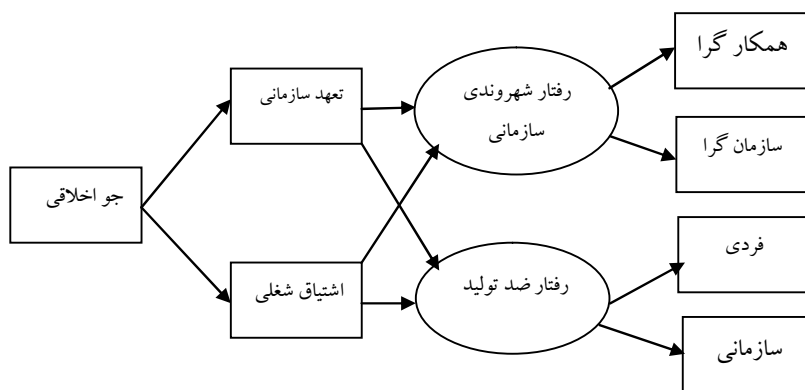 همکار گرا
تعهد سازمانی
رفتار شهروندی
سازمانی
سازمان گرا
جو اخلاقی
فردی
اشتیاق شغلی
رفتار ضد تولید
سازمانی